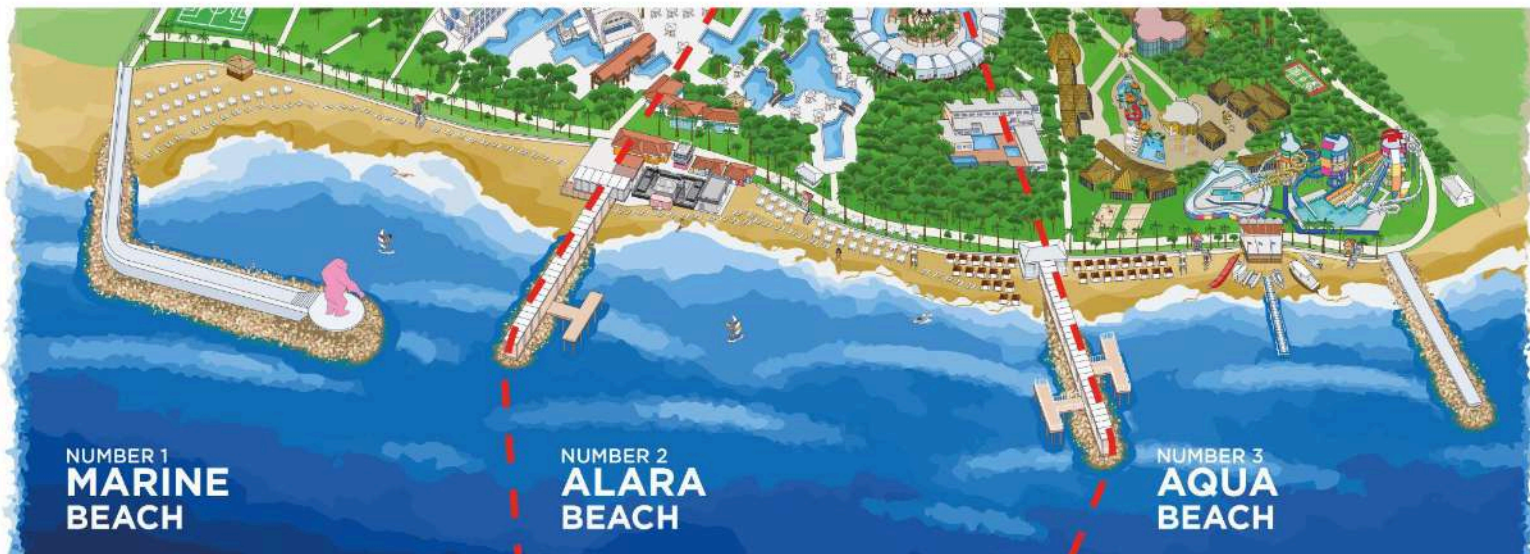 NUMBER 1
MARINE
BEACH
NUMBER 2
ALARA
BEACH
NUMBER 3
AQUA
BEACH